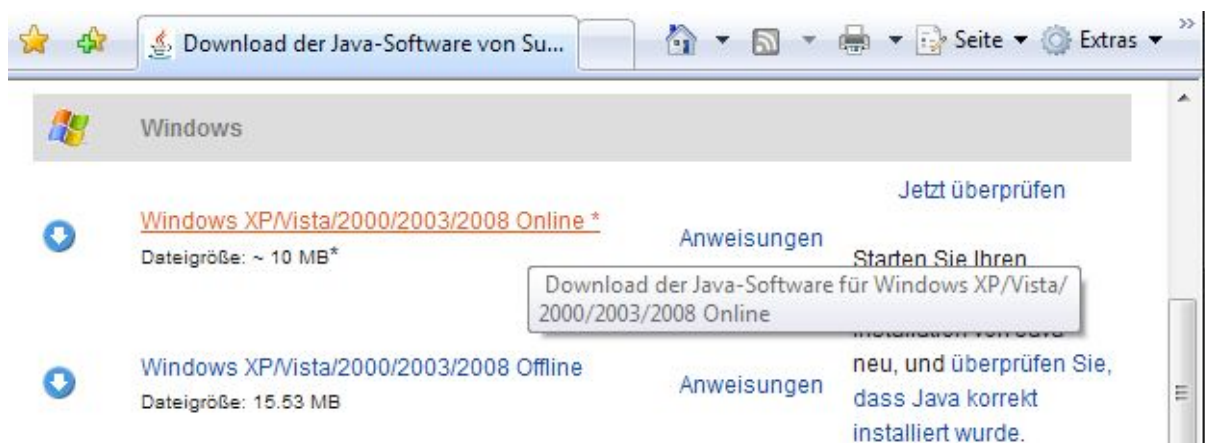 Download der Java-Software von Su...
Seite
Extras
Windows
Jetzt überprüfen
Windows XP/Vista/2000/2003/2008 Online *
Dateigröße: ~ 10 MB*
Anweisungen
Starten Sie Ihren
Download der Java-Software für Windows XP/Vista/
2000/2003/2008 Online
Installation von Java
neu, und überprüfen Sie,
dass Java korrekt
installiert wurde.
Windows XP/Vista/2000/2003/2008 Offline
Dateigröße: 15.53 MB
Anweisungen